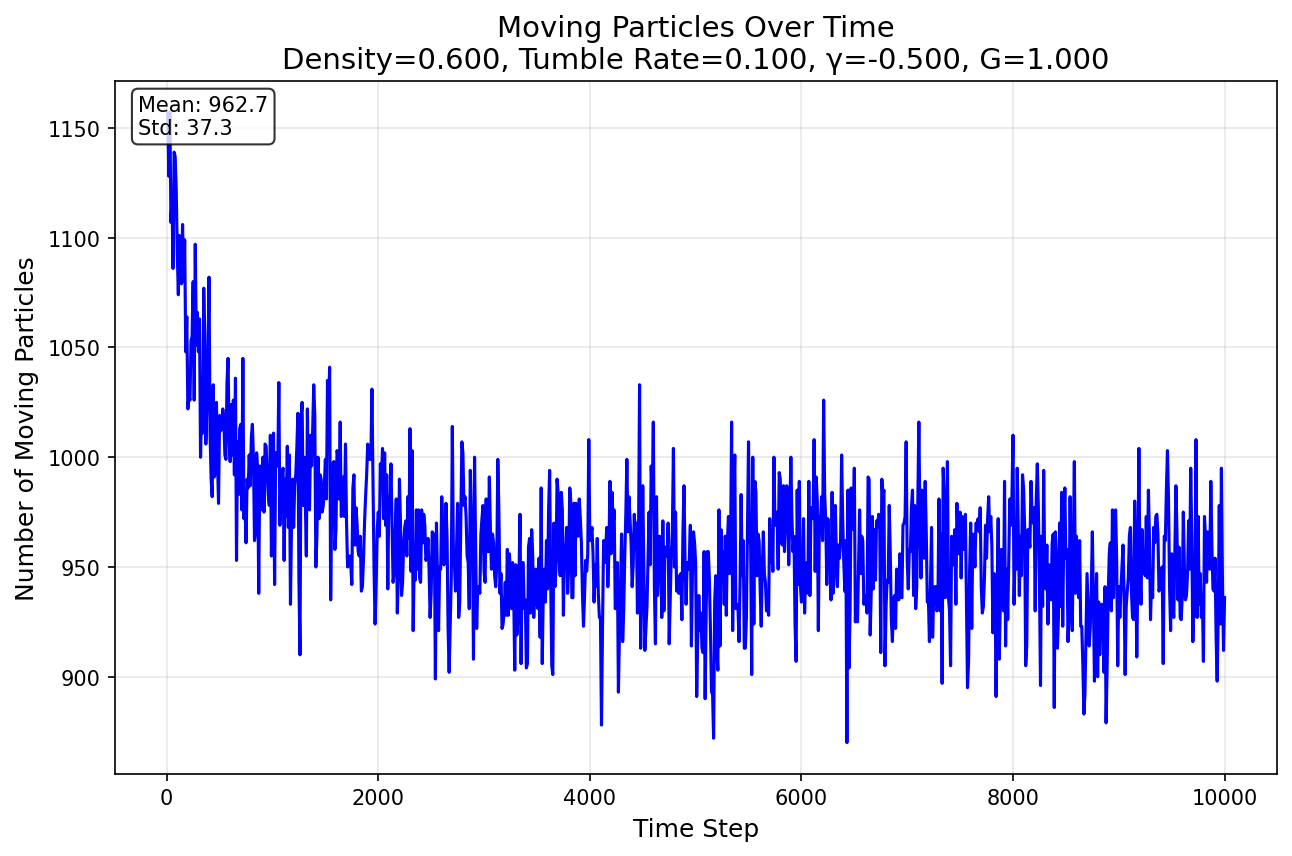 Moving Particles Over Time
Density=0.600, Tumble Rate=0.100, γ=-0.500, G=1.000
Mean: 962.7
Std: 37.3
Number of Moving Particles
1150
1100
1050
1000
950
900
0
2000
4000
6000
8000
10000
Time Step